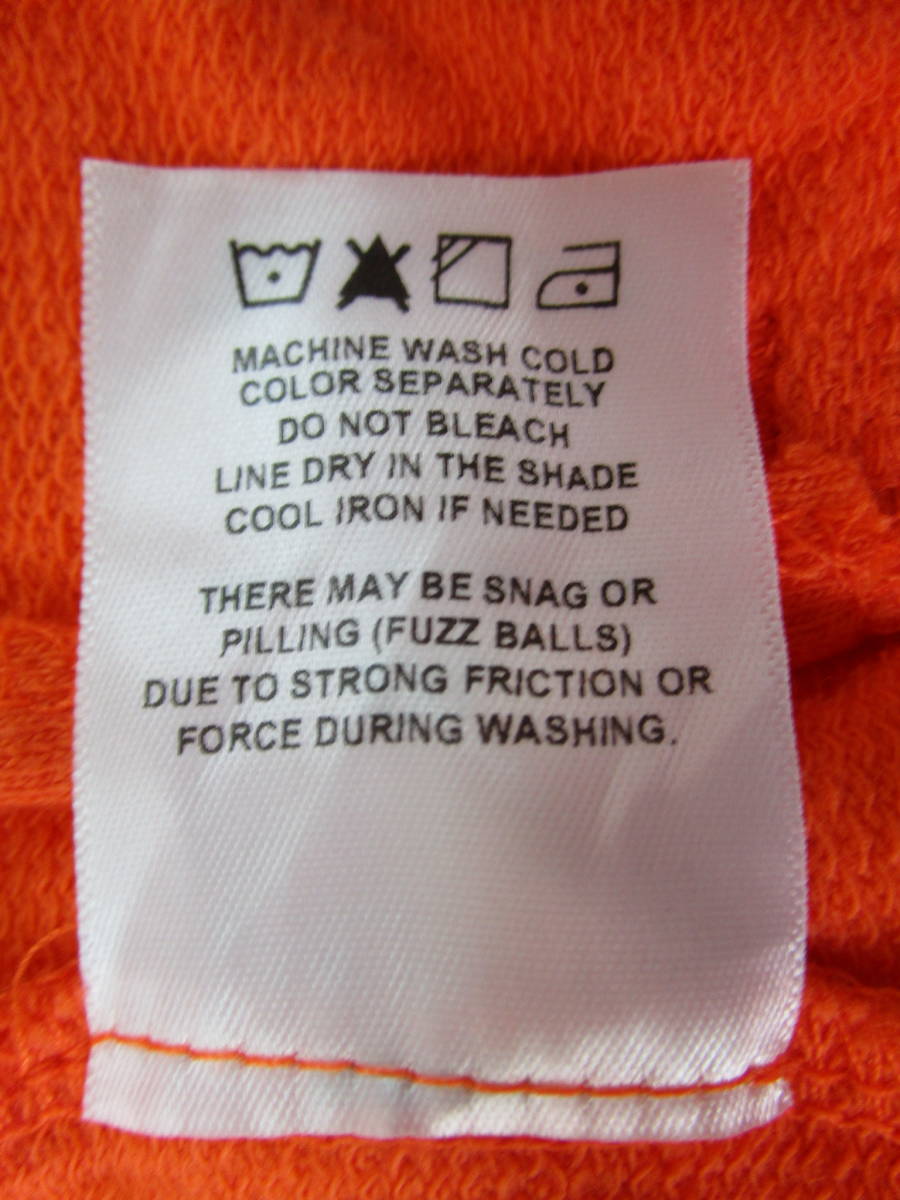 MACHINE WASH COLD
COLOR SEPARATELY
DO NOT BLEACH
LINE DRY IN THE SHADE
COOL IRON IF NEEDED
THERE MAY BE SNAG OR
PILLING (FUZZ BALLS)
DUE TO STRONG FRICTION OR
FORCE DURING WASHING.